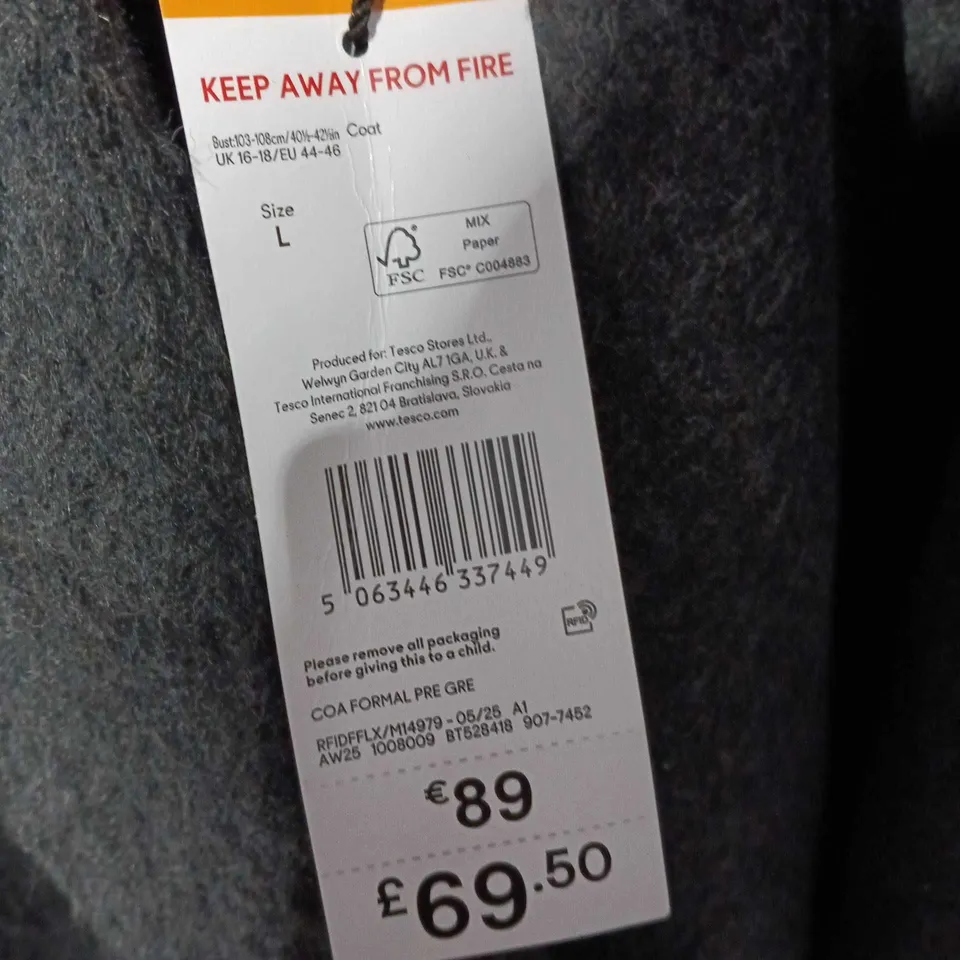 KEEP AWAY FROM FIRE
Bust:103-108cm/40½-42½in Coat
UK 16-18/EU 44-46
Size
L
MIX
Paper
FSC® C004883
FSC
Produced for: Tesco Stores Ltd.,
Welwyn Garden City AL7 1GA, U.K. &
Tesco International Franchising S.R.O. Cesta na
Senec 2, 821 04 Bratislava, Slovakia
www.tesco.com
5 063446 337449
RFID
Please remove all packaging
before giving this to a child.
COA FORMAL PRE GRE
RFIDFFLX/M14979 - 05/25 A1
AW25 1008009 BT528418 907-7452
€89
£69.50